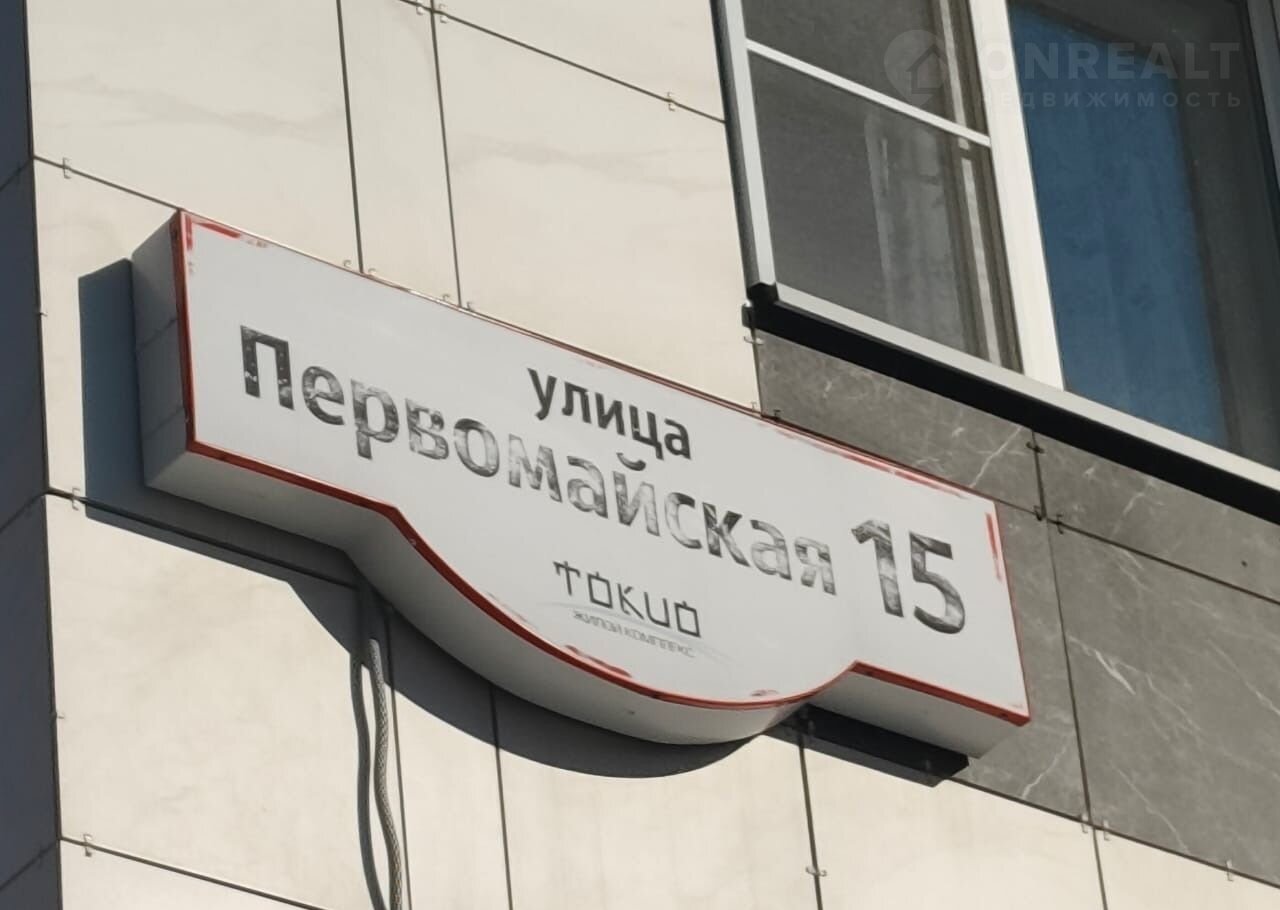 ONREALT
НЕДВИЖИМОСТЬ
улица
Первомайская 15
ТОКИО
ЖИЛОЙ КОМПЛЕКС